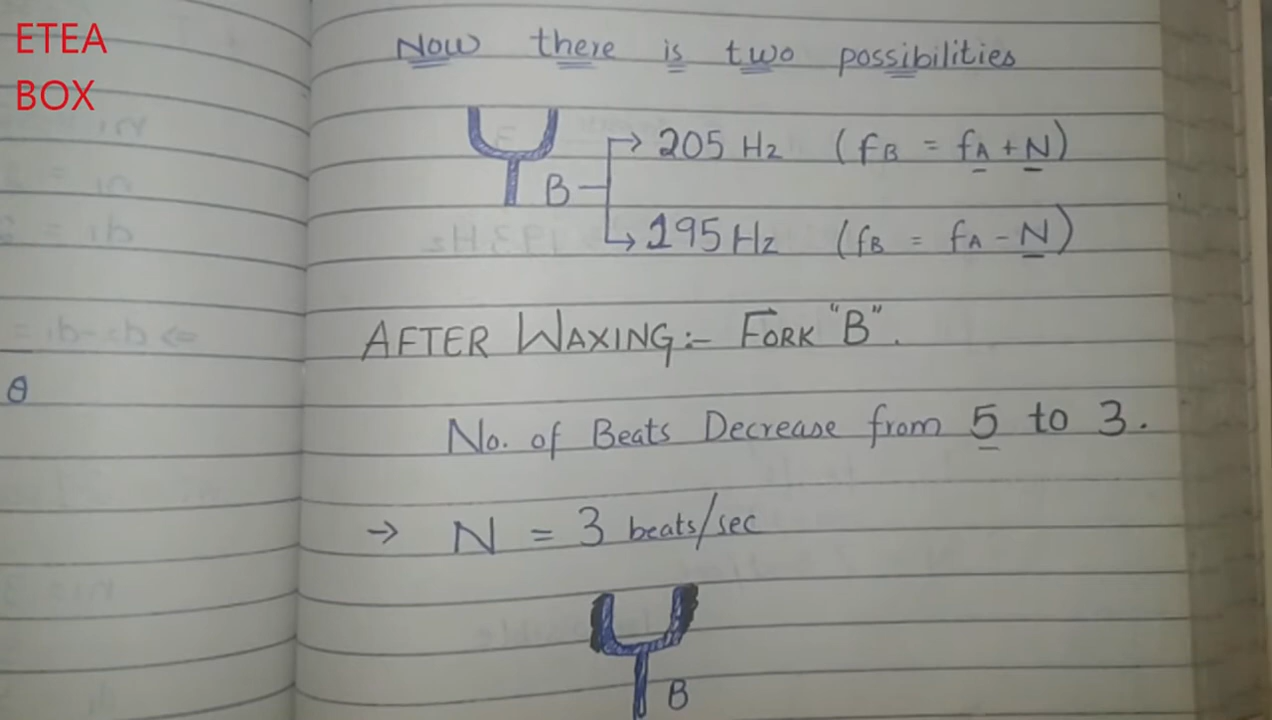 ETEA
BOX
Now there is two possibilities
205 Hz (fB = fA + N)
B
195 Hz (fB = fA - N)
AFTER WAXING:- FORK "B".
θ
No. of Beats Decrease from 5 to 3.
→ N = 3 beats/sec
B